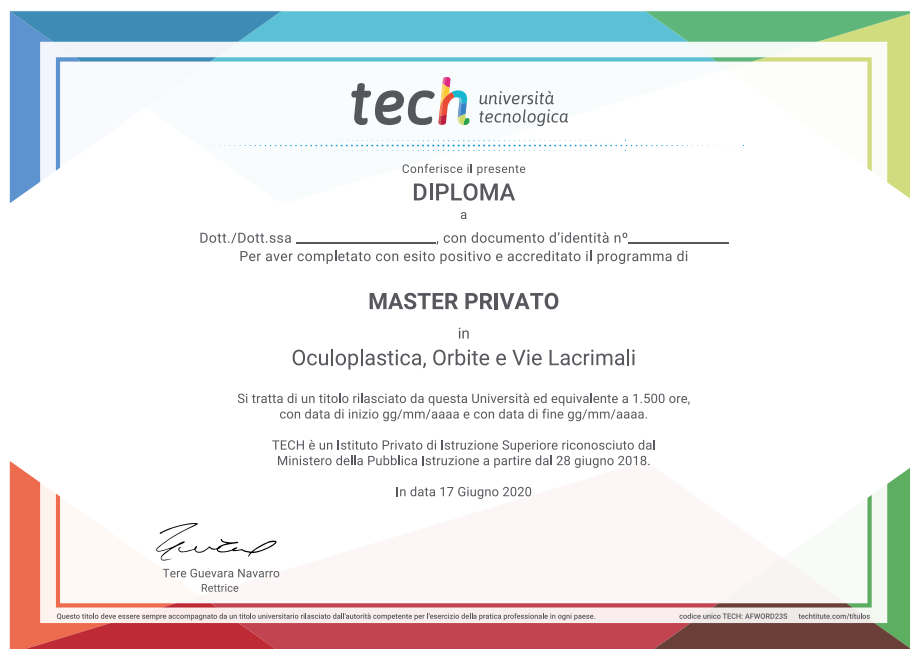 tech università
tecnologica
Conferisce il presente
DIPLOMA
a
Dott./Dott.ssa ________________, con documento d'identità nº____________
Per aver completato con esito positivo e accreditato il programma di
MASTER PRIVATO
in
Oculoplastica, Orbite e Vie Lacrimali
Si tratta di un titolo rilasciato da questa Università ed equivalente a 1.500 ore,
con data di inizio gg/mm/aaaa e con data di fine gg/mm/aaaa.
TECH è un Istituto Privato di Istruzione Superiore riconosciuto dal
Ministero della Pubblica Istruzione a partire dal 28 giugno 2018.
In data 17 Giugno 2020
Tere Guevara Navarro
Rettrice
Questo titolo deve essere sempre accompagnato da un titolo universitario rilasciato dall'autorità competente per l'esercizio della pratica professionale in ogni paese. codice unico TECH: AFWORD23S techtitute.com/titulos